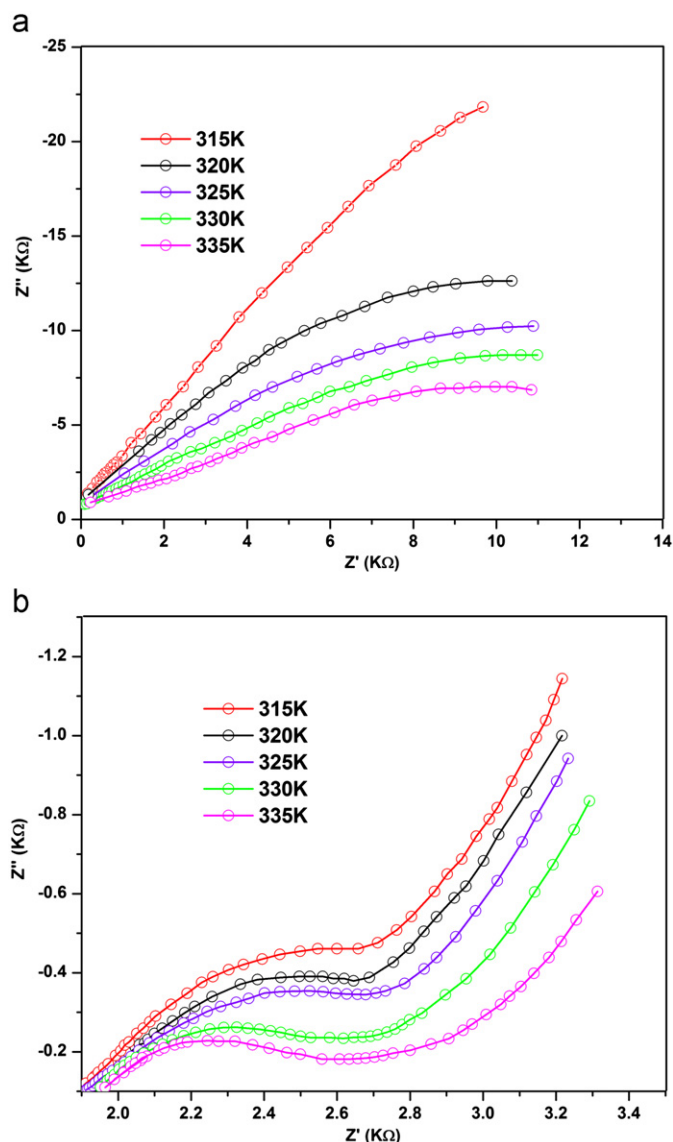 a
-25
-20
-15
-10
-5
0
Z'' (KΩ)
315K
320K
325K
330K
335K
0 2 4 6 8 10 12 14
Z' (KΩ)
b
-1.2
-1.0
-0.8
-0.6
-0.4
-0.2
Z'' (KΩ)
315K
320K
325K
330K
335K
2.0 2.2 2.4 2.6 2.8 3.0 3.2 3.4
Z' (KΩ)